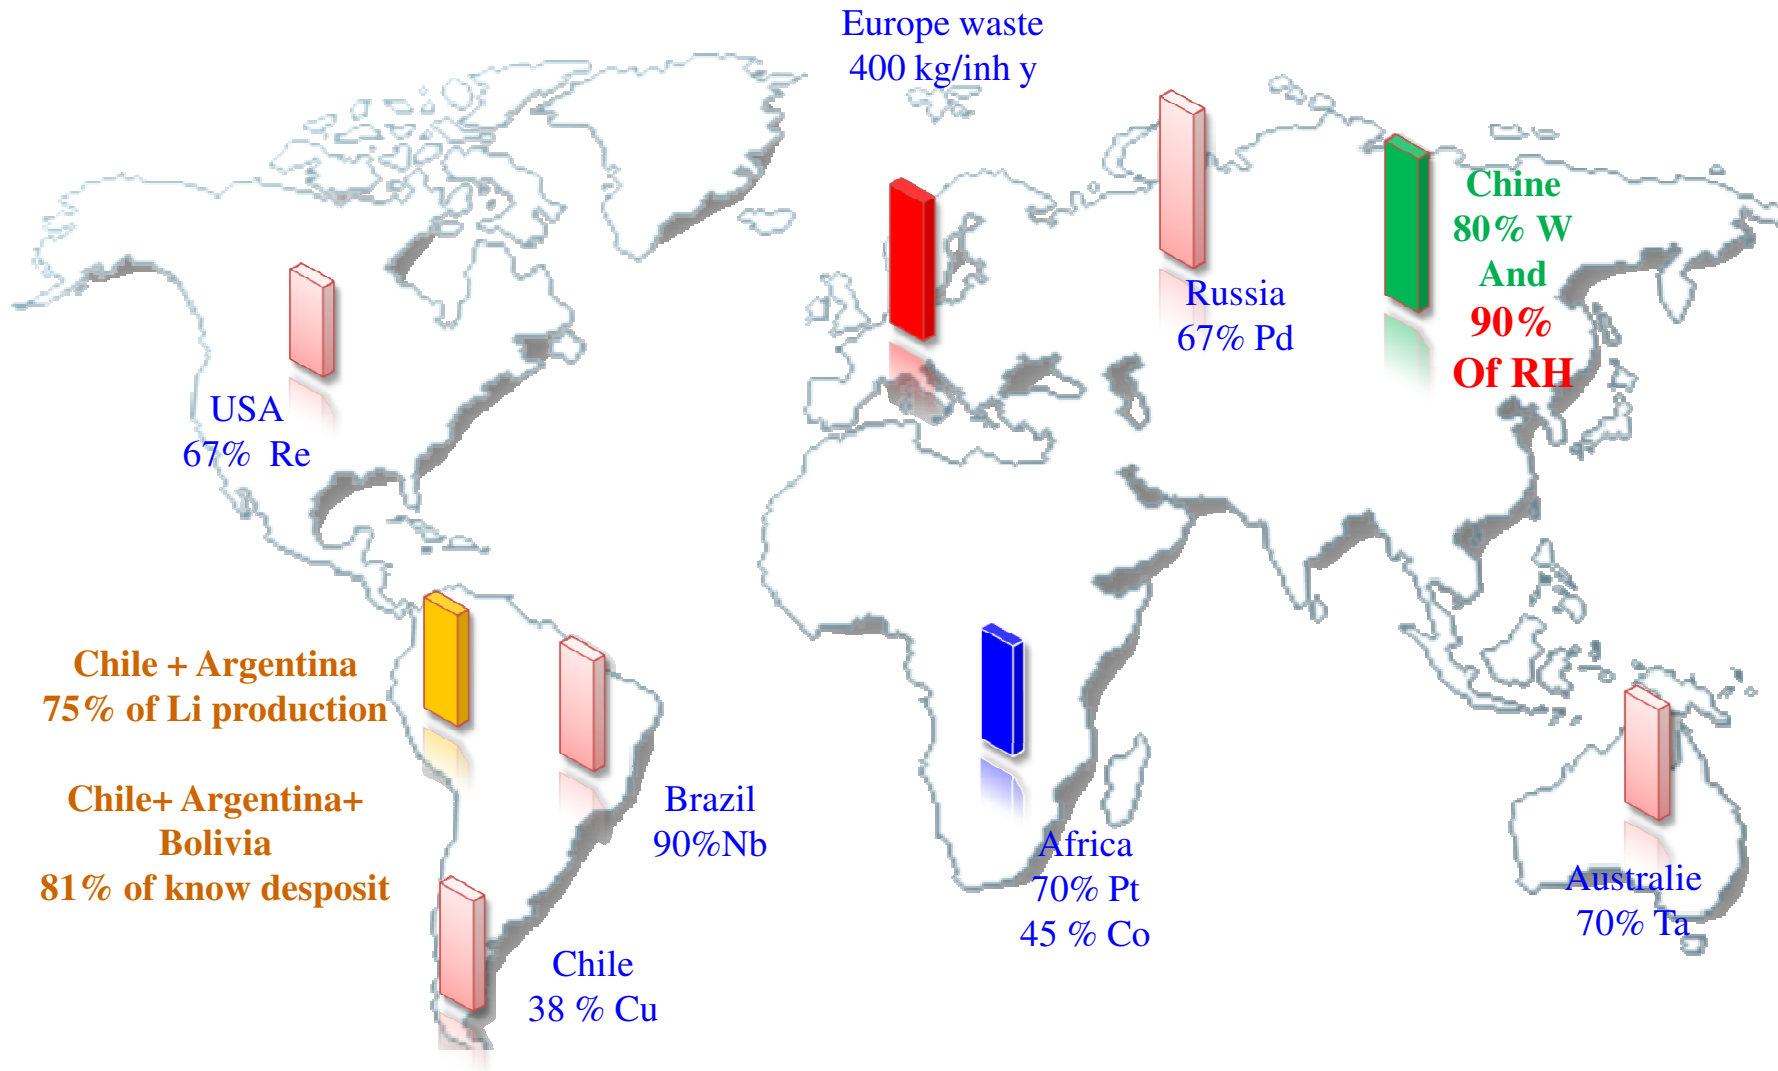 Europe waste
400 kg/inh y
Chine
80% W
And
90%
Of RH
Russia
67% Pd
USA
67% Re
Chile + Argentina
75% of Li production
Chile+ Argentina+
Bolivia
81% of know desposit
Brazil
90%Nb
Africa
70% Pt
45 % Co
Australie
70% Ta
Chile
38 % Cu